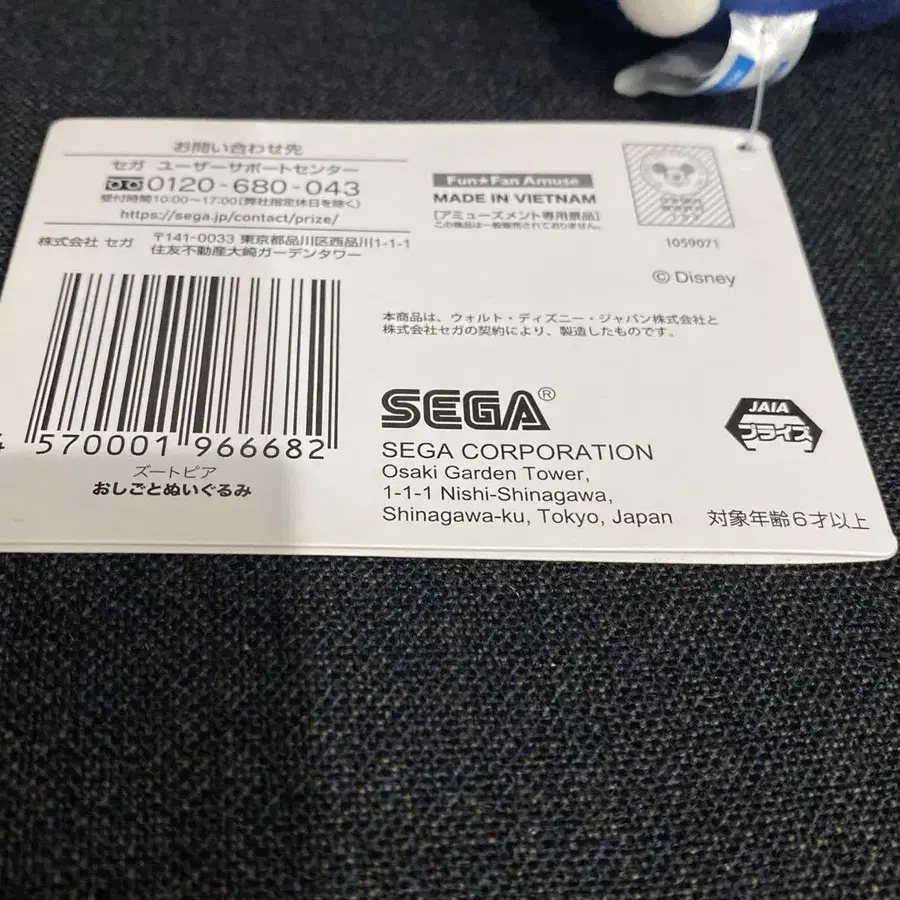 お問い合わせ先
セガ ユーザーサポートセンター
0120-680-043
受付時間10:00~17:00(弊社指定休日を除く)
https://sega.jp/contact/prize/
株式会社 セガ 〒141-0033 東京都品川区西品川1-1-1
住友不動産大崎ガーデンタワー
4 570001 966682
ズートピア
おしごとぬいぐるみ
Fun★Fan Amuse
MADE IN VIETNAM
[アミューズメント専用景品]
この商品は一般販売されておりません。
1059071
© Disney
本商品は、ウォルト・ディズニー・ジャパン株式会社と
株式会社セガの契約により、製造したものです。
SEGA®
SEGA CORPORATION
Osaki Garden Tower,
1-1-1 Nishi-Shinagawa,
Shinagawa-ku, Tokyo, Japan
JAIA
プライズ
対象年齢6才以上